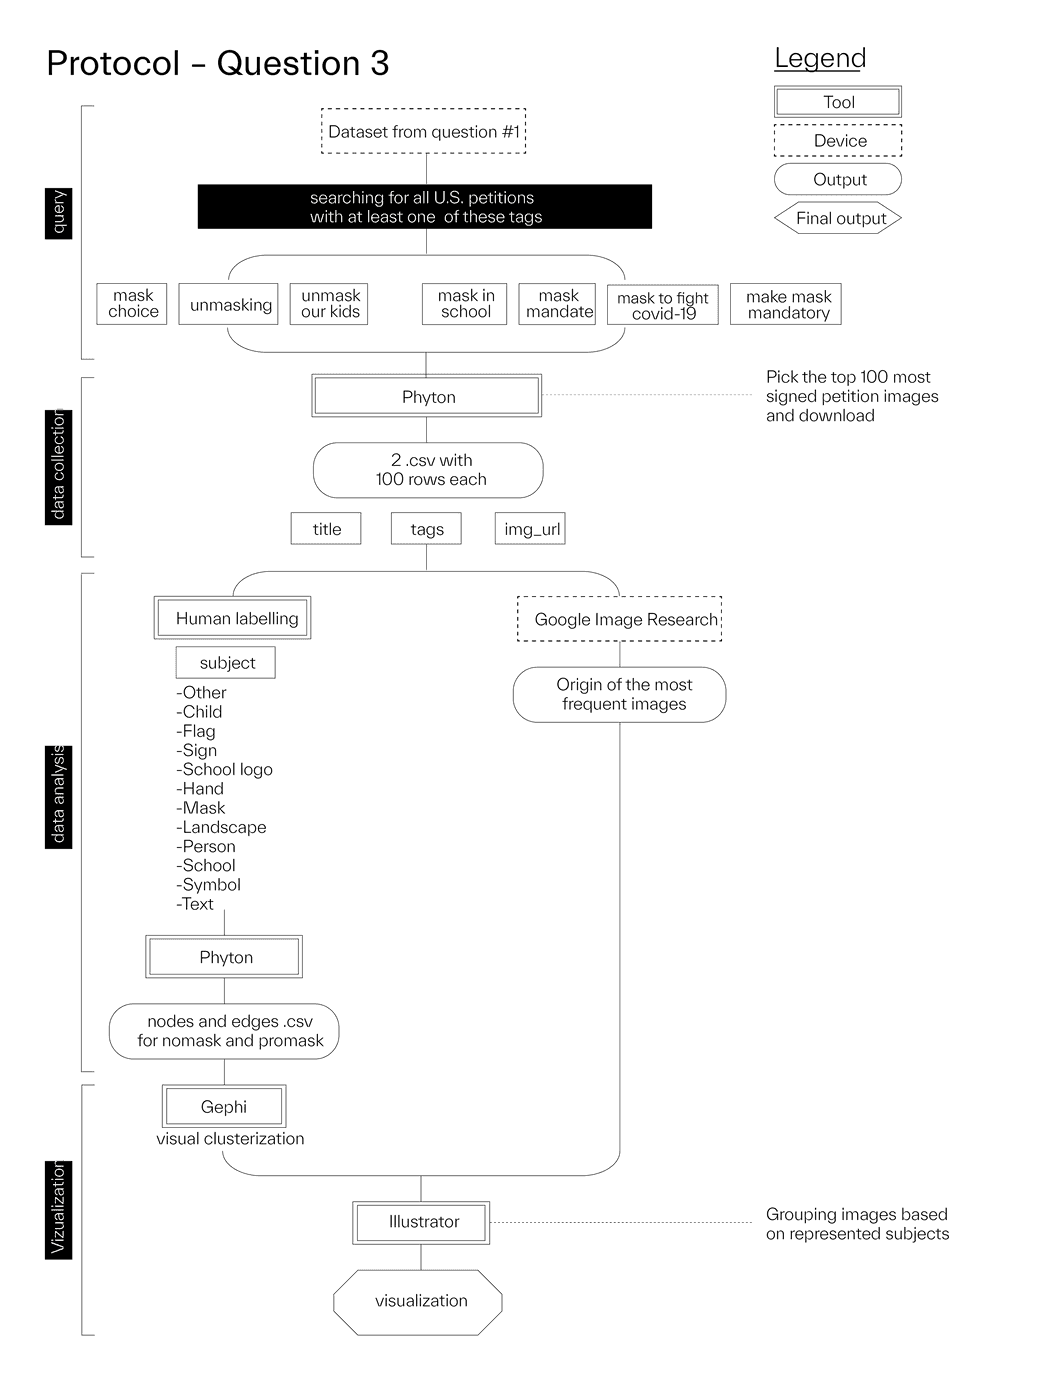 Protocol – Question 3
Legend
Tool
Device
Output
Final output
query
Dataset from question #1
searching for all U.S. petitions
with at least one of these tags
mask
choice
unmasking
unmask
our kids
mask in
school
mask
mandate
mask to fight
covid-19
make mask
mandatory
data collection
Phyton
Pick the top 100 most
signed petition images
and download
2 .csv with
100 rows each
title
tags
img_url
data analysis
Human labelling
Google Image Research
subject
Origin of the most
frequent images
-Other
-Child
-Flag
-Sign
-School logo
-Hand
-Mask
-Landscape
-Person
-School
-Symbol
-Text
Phyton
nodes and edges .csv
for nomask and promask
Vizualization
Gephi
visual clusterization
Illustrator
Grouping images based
on represented subjects
visualization